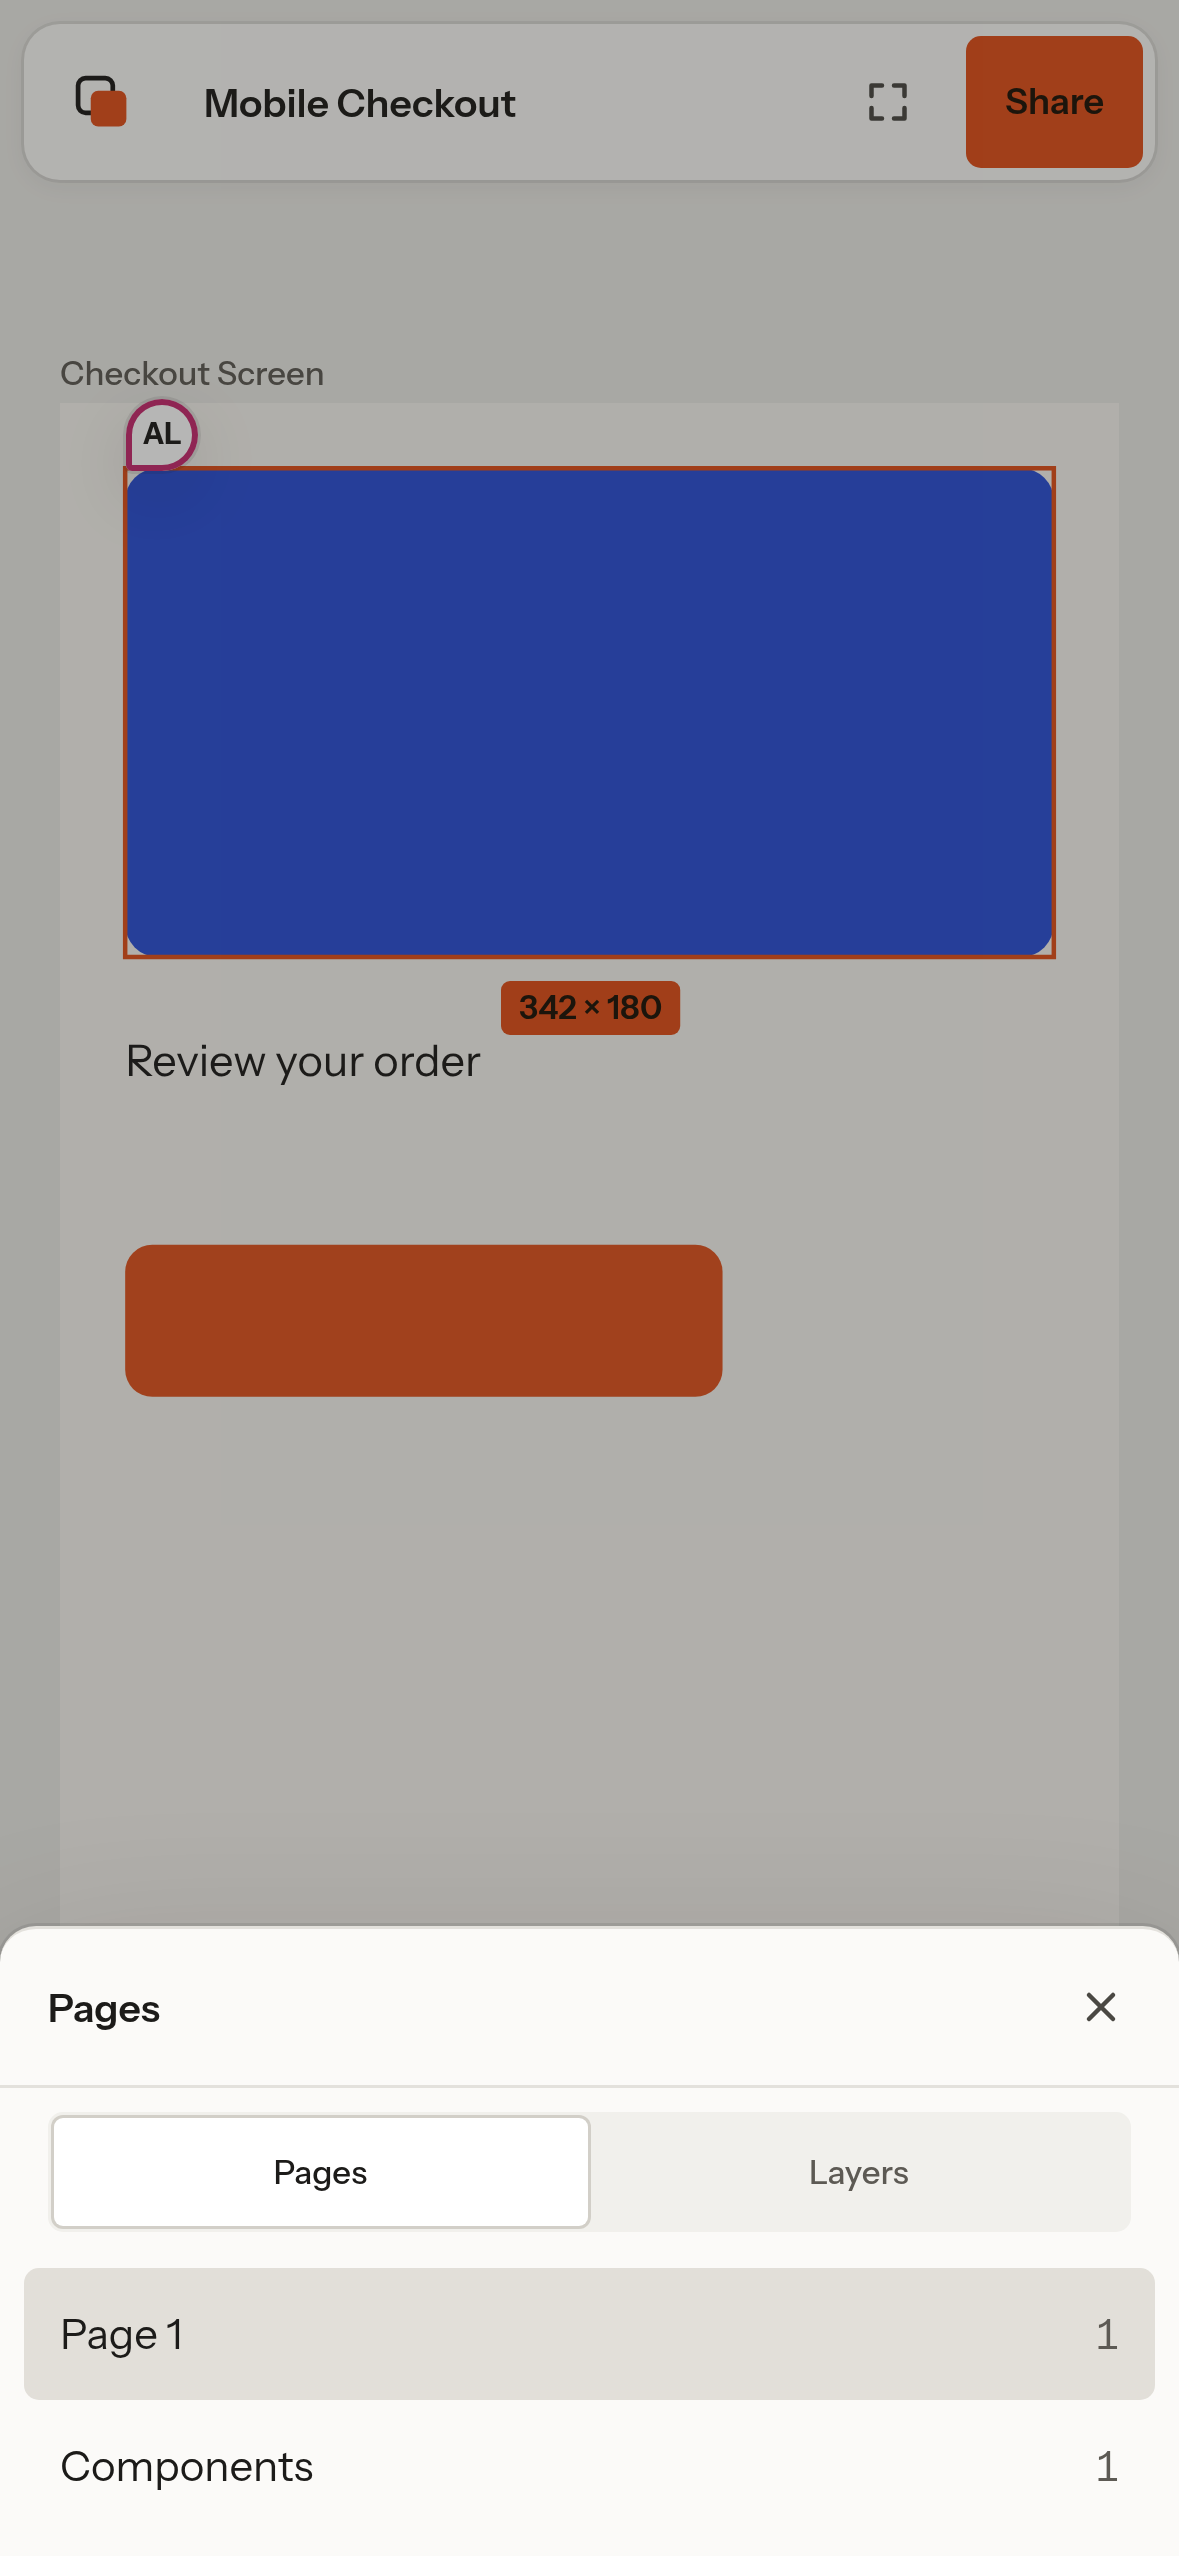 Mobile Checkout
Share
Checkout Screen
AL
342 × 180
Review your order
Pages
Pages
Layers
Page 1
1
Components
1